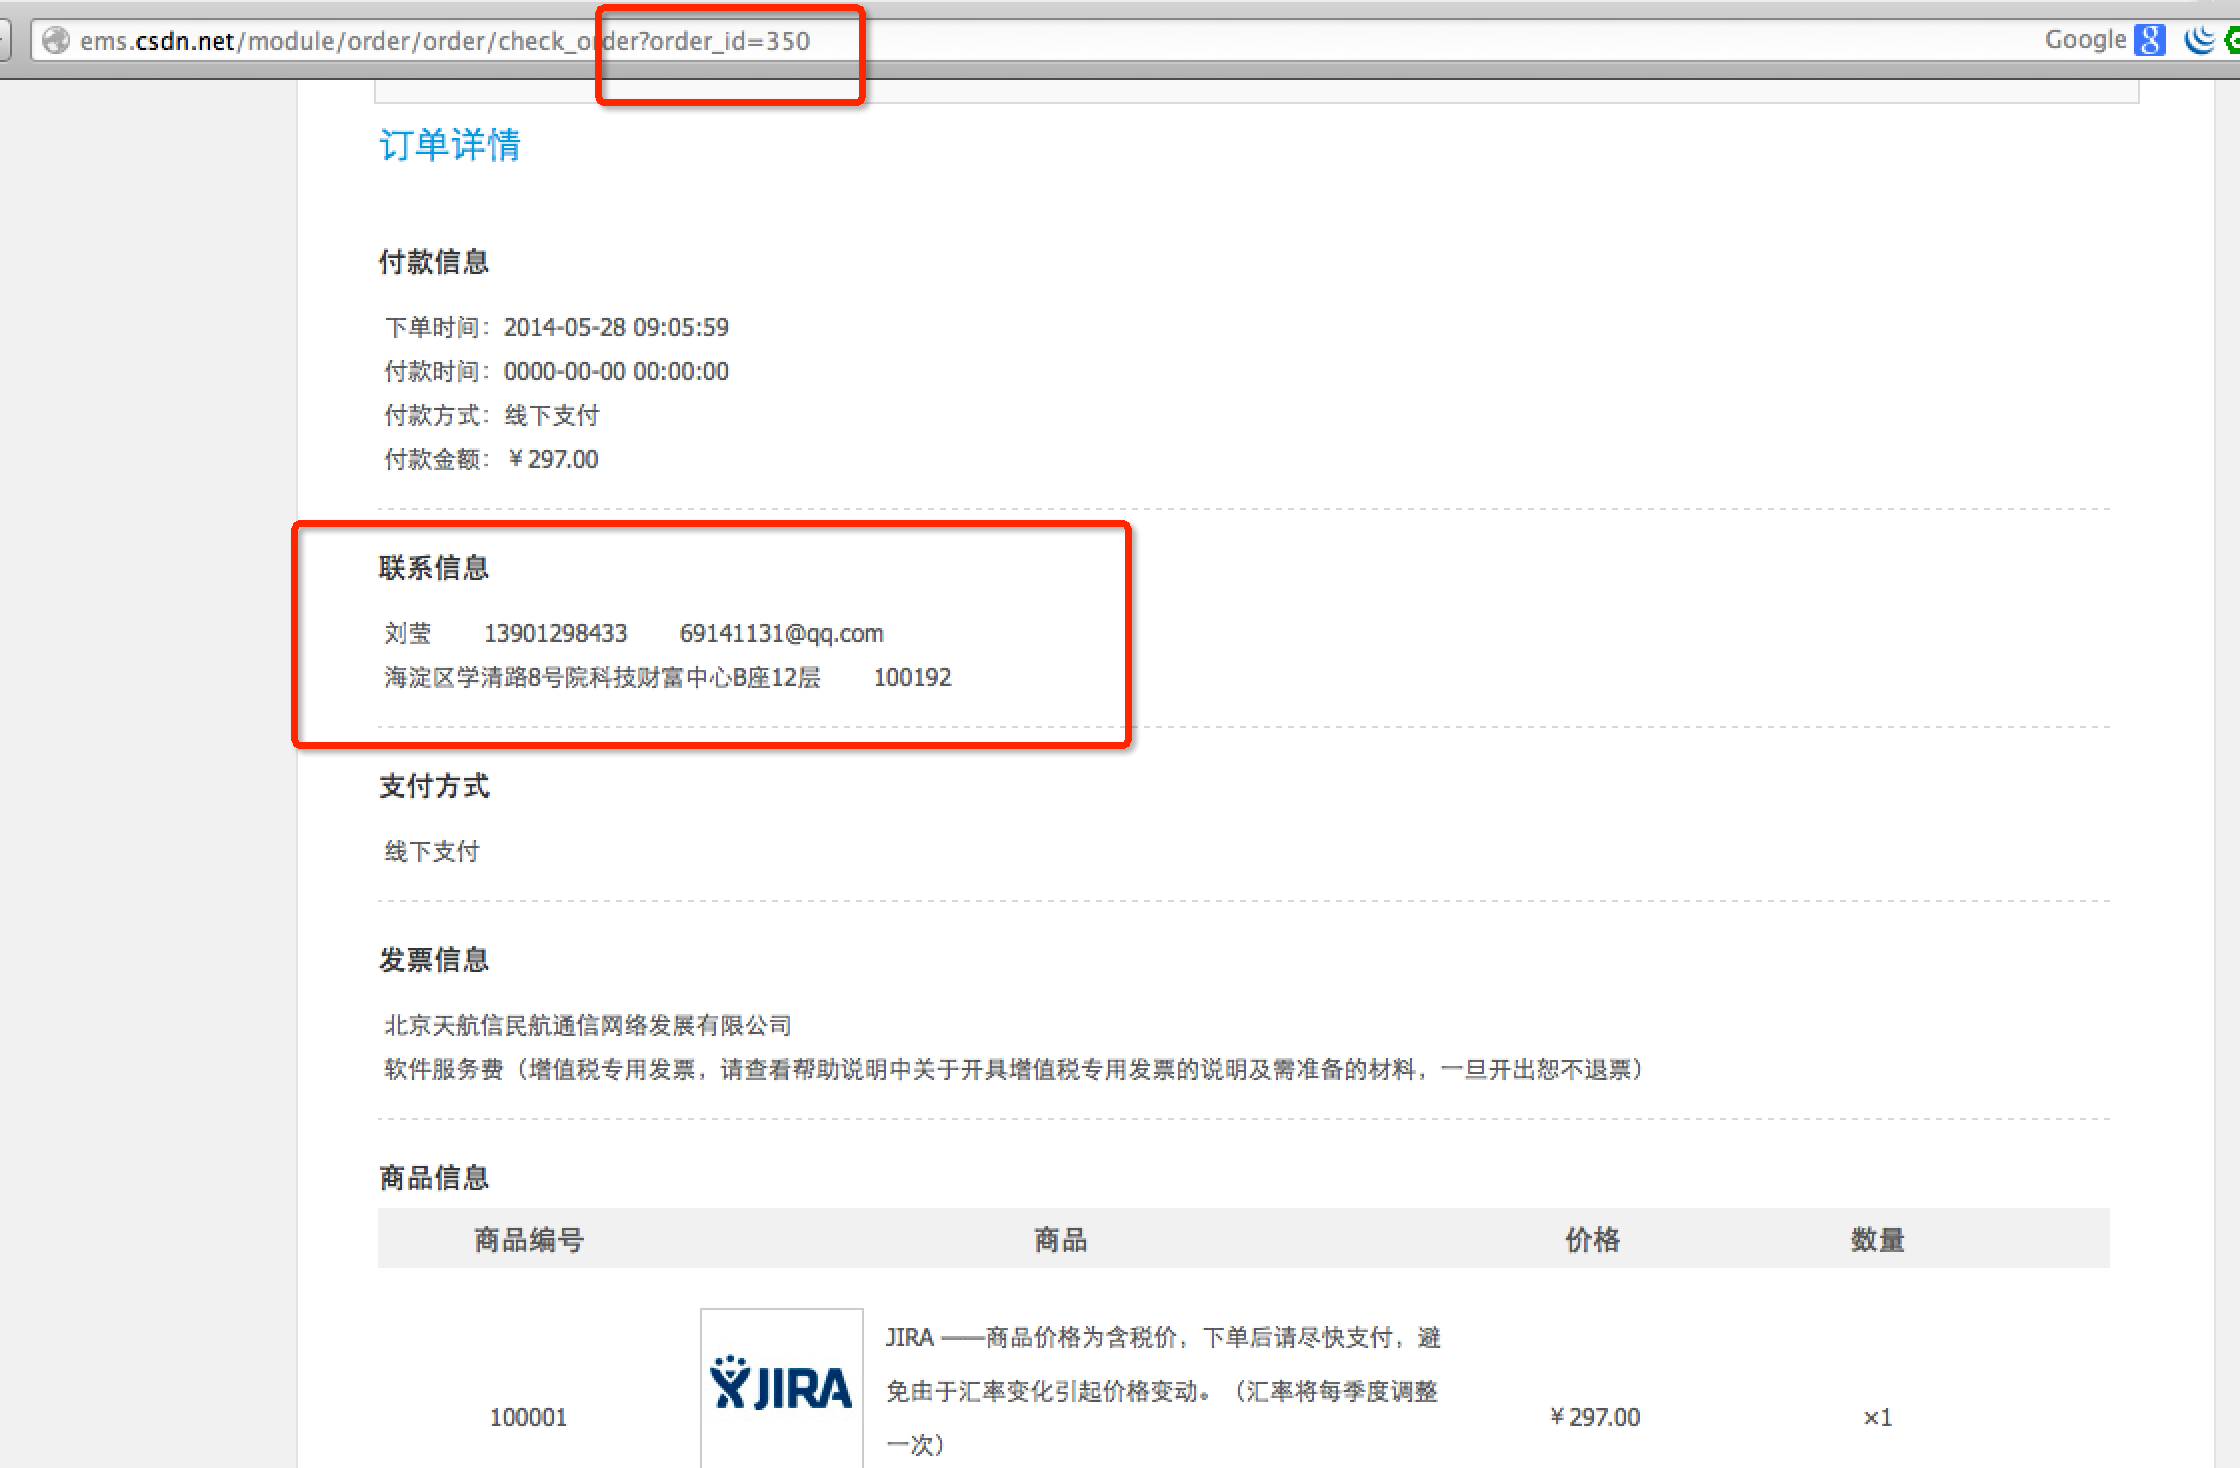 ems.csdn.net/module/order/order/check_order?order_id=350
Google
订单详情
付款信息
下单时间：2014-05-28 09:05:59
付款时间：0000-00-00 00:00:00
付款方式：线下支付
付款金额：￥297.00
联系信息
刘莹 13901298433 69141131@qq.com
海淀区学清路8号院科技财富中心B座12层 100192
支付方式
线下支付
发票信息
北京天航信民航通信网络发展有限公司
软件服务费（增值税专用发票，请查看帮助说明中关于开具增值税专用发票的说明及需准备的材料，一旦开出恕不退票）
商品信息
商品编号 商品 价格 数量
JIRA ——商品价格为含税价，下单后请尽快支付，避
JIRA
免由于汇率变化引起价格变动。（汇率将每季度调整
100001 ￥297.00 ×1
一次）